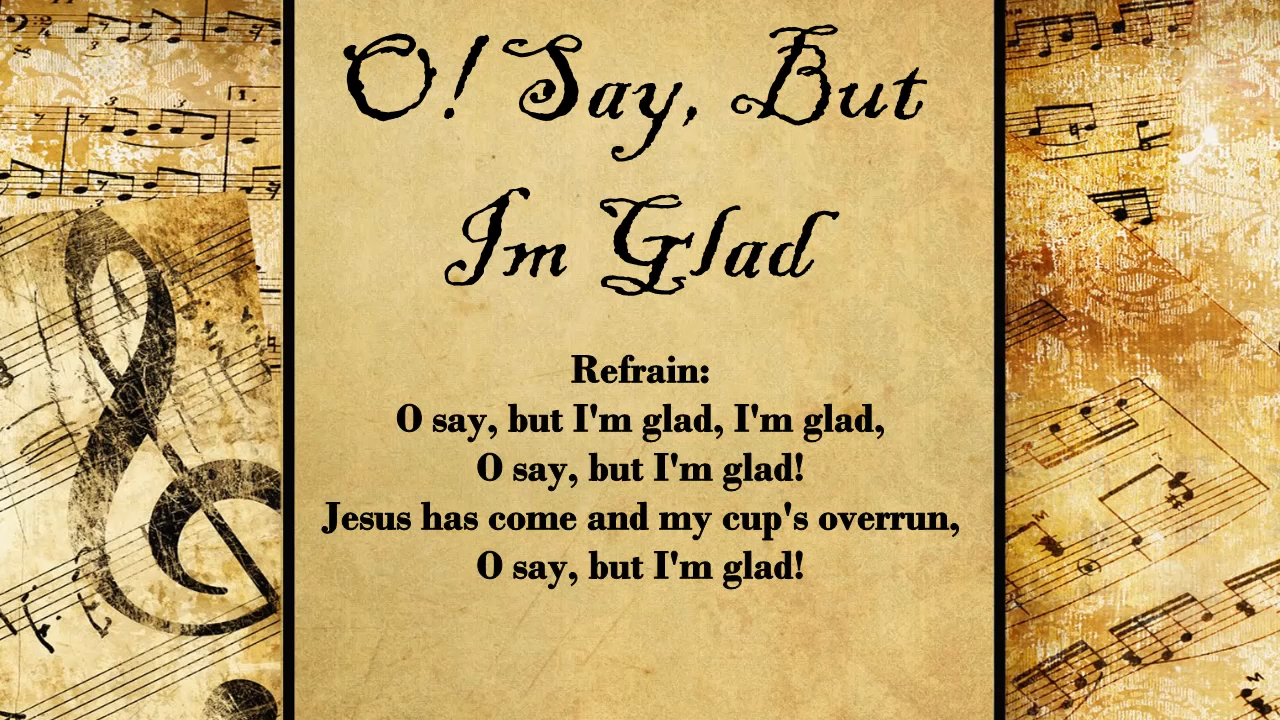 O! Say, But
Im Glad
Refrain:
O say, but I'm glad, I'm glad,
O say, but I'm glad!
Jesus has come and my cup's overrun,
O say, but I'm glad!